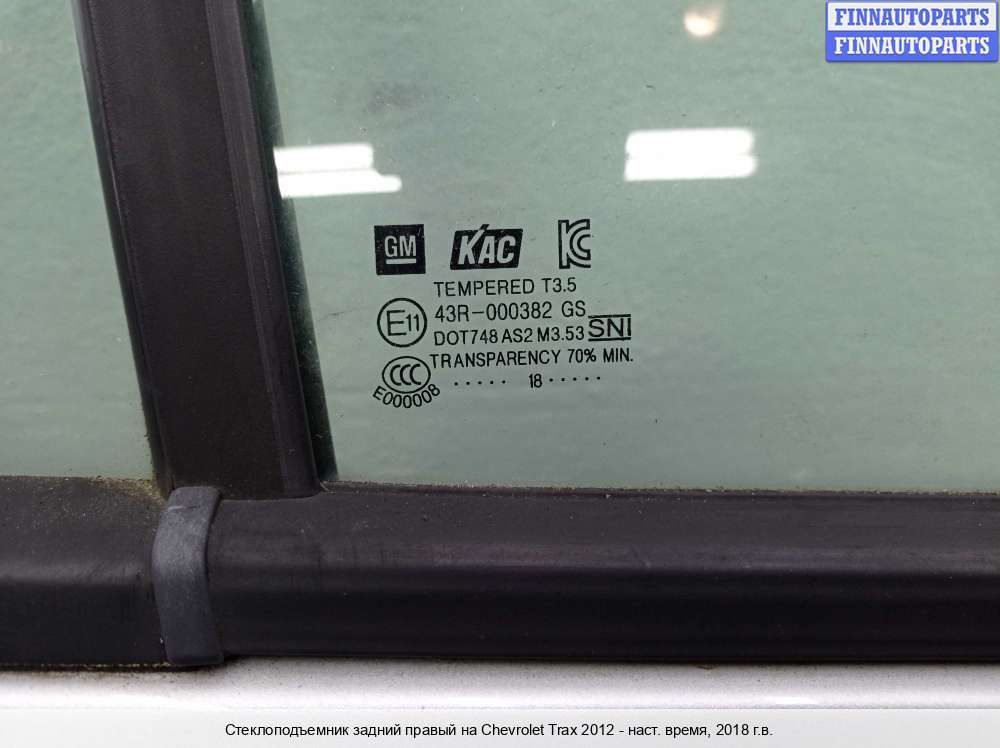 FINNAUTOPARTS
FINNAUTOPARTS
GM KAC KC
TEMPERED T3.5
E11 43R-000382 GS
DOT748 AS2 M3.53 SNI
TRANSPARENCY 70% MIN.
CCC E000008
····· 18 ·····
Стеклоподъемник задний правый на Chevrolet Trax 2012 - наст. время, 2018 г.в.